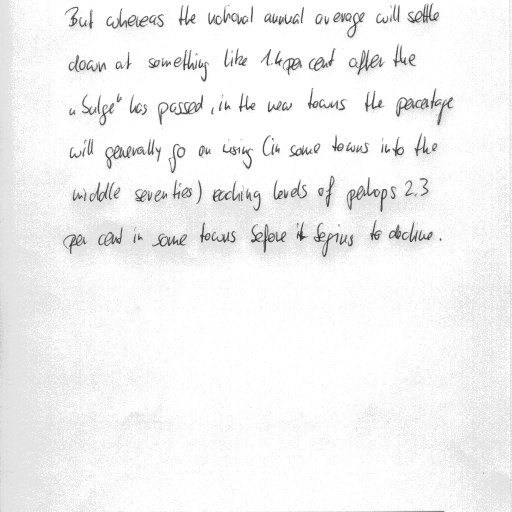 But whereas the national annual average will settle
down at something like 1.4 per cent after the
"bulge" has passed, in the new towns the percentage
will generally go on rising (in some towns into the
middle seventies) reaching levels of perhaps 2.3
per cent in some towns before it begins to decline.